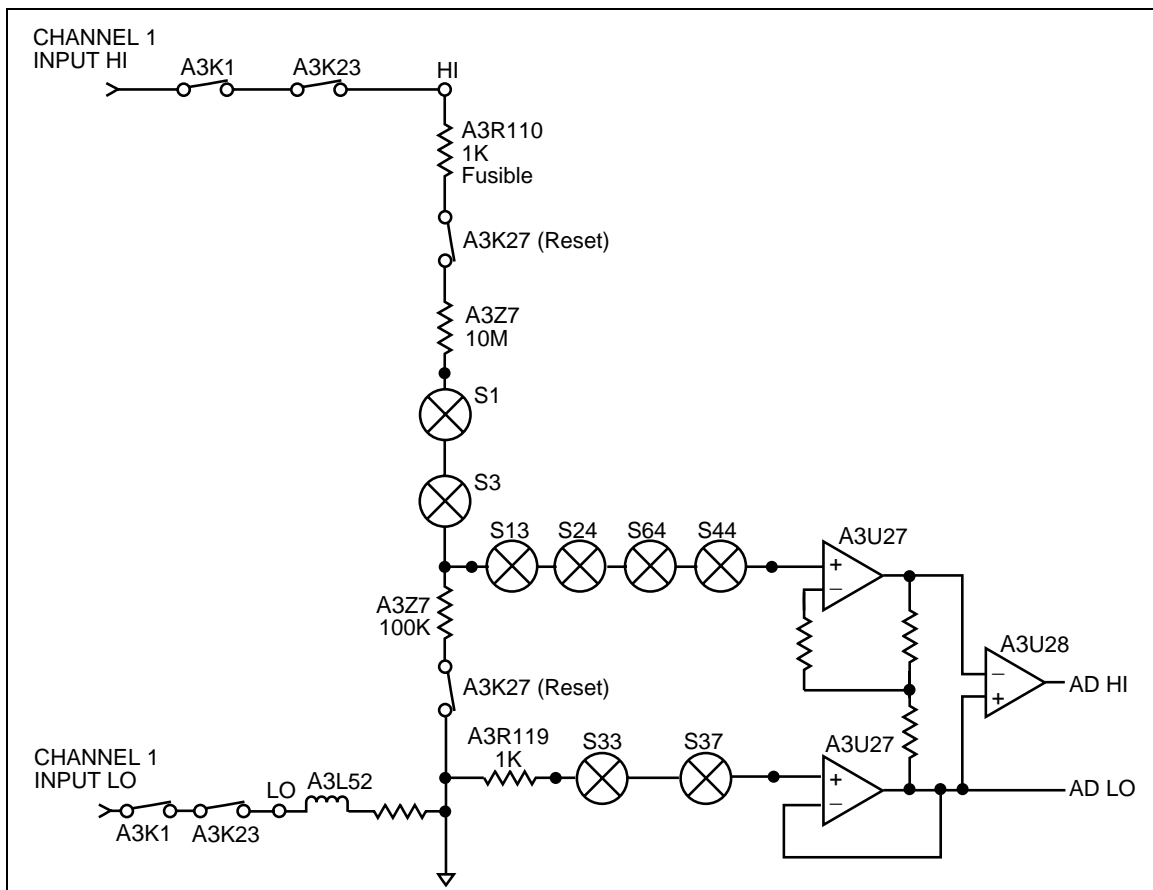 CHANNEL 1
INPUT HI
A3K1
A3K23
HI
A3R110
1K
Fusible
A3K27 (Reset)
A3Z7
10M
S1
S3
S13
S24
S64
S44
A3U27
+
−
A3Z7
100K
A3U28
−
+
AD HI
A3K27 (Reset)
A3R119
1K
S33
S37
A3U27
+
−
AD LO
CHANNEL 1
INPUT LO
LO
A3L52
A3K1
A3K23